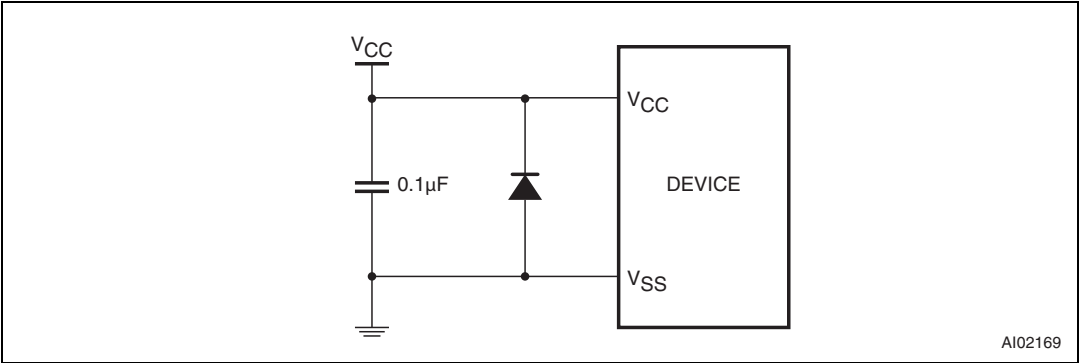 VCC
VCC
0.1µF
DEVICE
VSS
AI02169